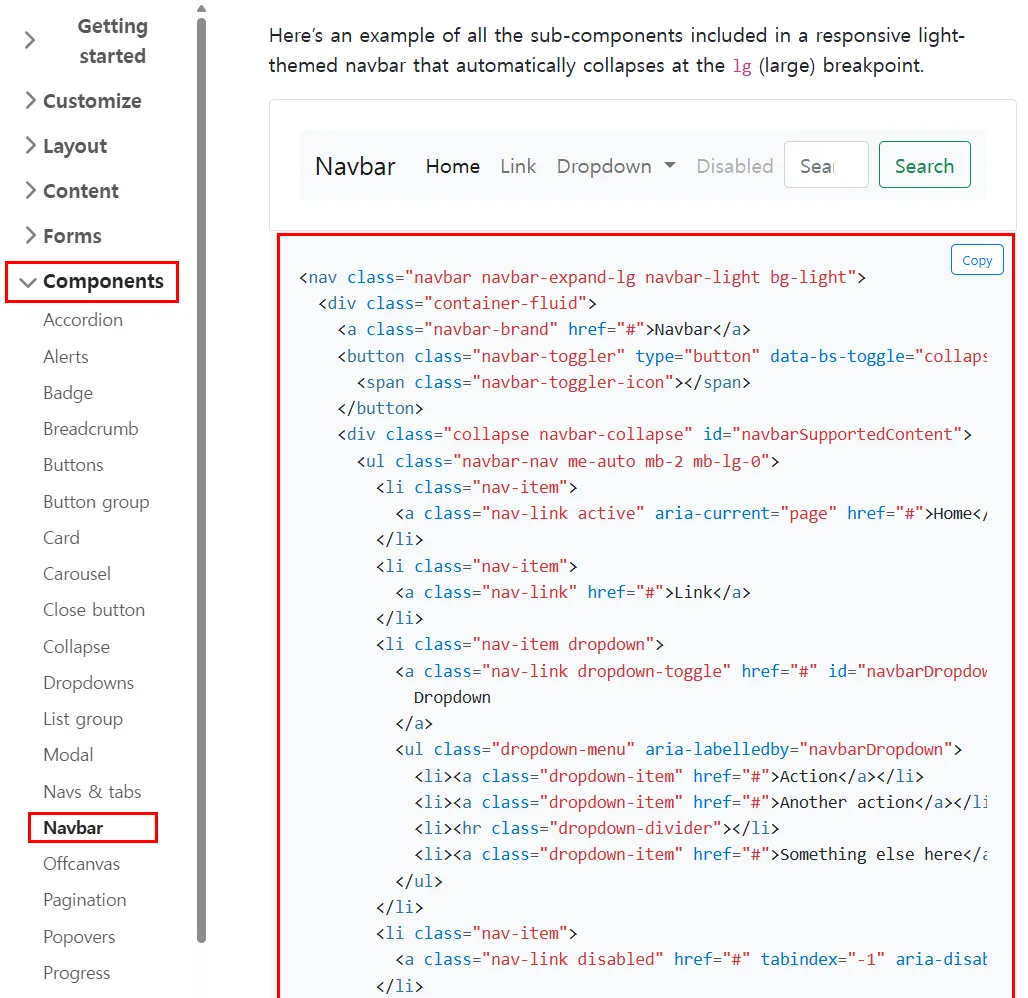 Getting
started
Customize
Layout
Content
Forms
Components
Accordion
Alerts
Badge
Breadcrumb
Buttons
Button group
Card
Carousel
Close button
Collapse
Dropdowns
List group
Modal
Navs & tabs
Navbar
Offcanvas
Pagination
Popovers
Progress
Here's an example of all the sub-components included in a responsive light-
themed navbar that automatically collapses at the lg (large) breakpoint.
Navbar Home Link Dropdown Disabled Sear Search
Copy
<nav class="navbar navbar-expand-lg navbar-light bg-light">
  <div class="container-fluid">
    <a class="navbar-brand" href="#">Navbar</a>
    <button class="navbar-toggler" type="button" data-bs-toggle="collaps
      <span class="navbar-toggler-icon"></span>
    </button>
    <div class="collapse navbar-collapse" id="navbarSupportedContent">
      <ul class="navbar-nav me-auto mb-2 mb-lg-0">
        <li class="nav-item">
          <a class="nav-link active" aria-current="page" href="#">Home</
        </li>
        <li class="nav-item">
          <a class="nav-link" href="#">Link</a>
        </li>
        <li class="nav-item dropdown">
          <a class="nav-link dropdown-toggle" href="#" id="navbarDropdow
            Dropdown
          </a>
          <ul class="dropdown-menu" aria-labelledby="navbarDropdown">
            <li><a class="dropdown-item" href="#">Action</a></li>
            <li><a class="dropdown-item" href="#">Another action</a></li
            <li><hr class="dropdown-divider"></li>
            <li><a class="dropdown-item" href="#">Something else here</a
          </ul>
        </li>
        <li class="nav-item">
          <a class="nav-link disabled" href="#" tabindex="-1" aria-disab
        </li>